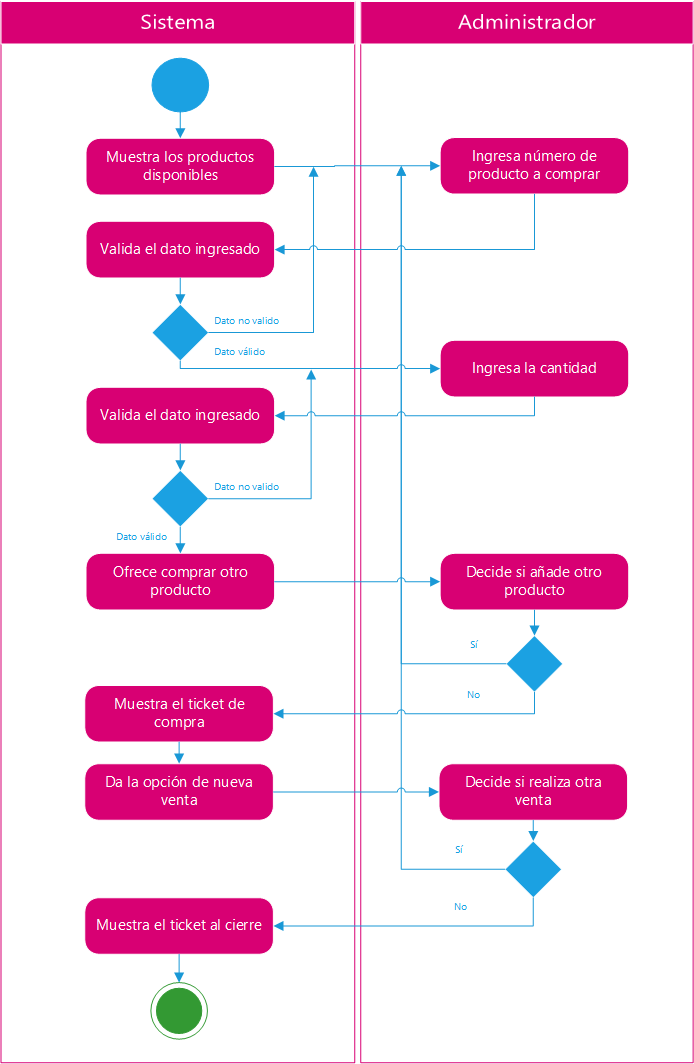 Sistema
Administrador
Muestra los productos
disponibles
Ingresa número de
producto a comprar
Valida el dato ingresado
Dato no valido
Dato válido
Ingresa la cantidad
Valida el dato ingresado
Dato no valido
Dato válido
Ofrece comprar otro
producto
Decide si añade otro
producto
Sí
No
Muestra el ticket de
compra
Da la opción de nueva
venta
Decide si realiza otra
venta
Sí
No
Muestra el ticket al cierre